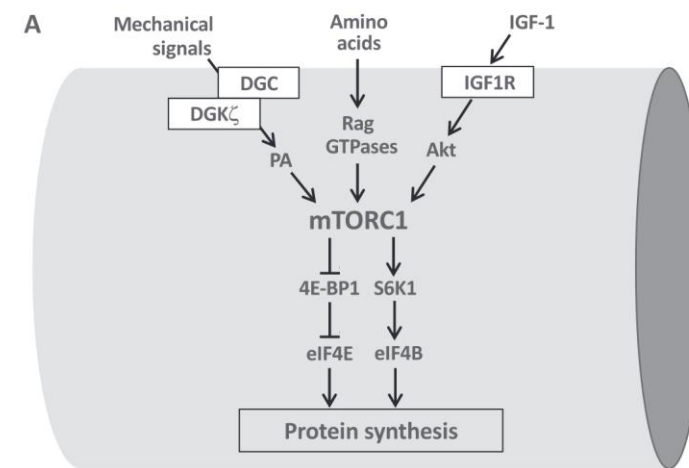 A
Mechanical
signals
Amino
acids
IGF-1
DGC
DGKζ
IGF1R
Rag
GTPases
PA
Akt
mTORC1
4E-BP1
S6K1
eIF4E
eIF4B
Protein synthesis